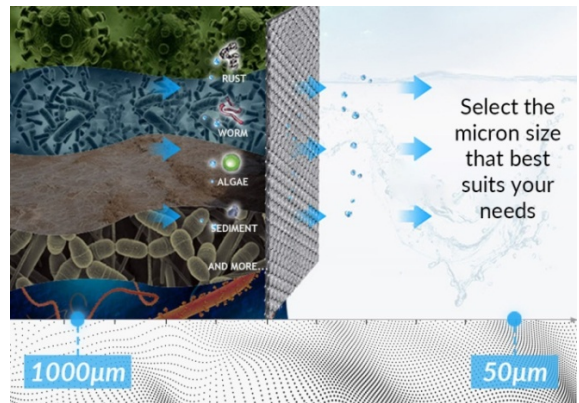 RUST
WORM
ALGAE
SEDIMENT
AND MORE...
Select the
micron size
that best
suits your
needs
1000μm
50μm